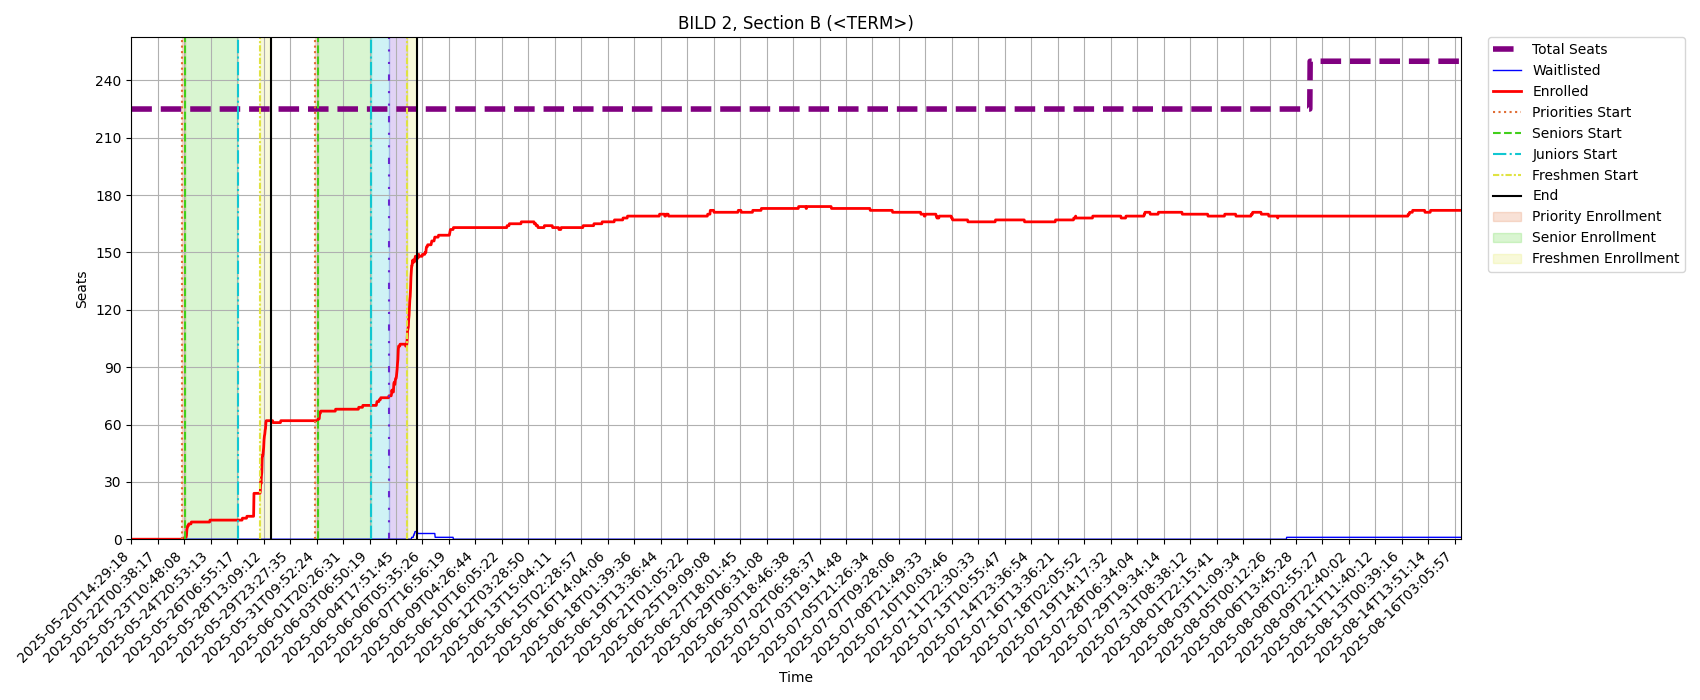 BILD 2, Section B (<TERM>)
Seats
240
210
180
150
120
90
60
30
0
2025-05-20T14:29:18
2025-05-22T00:38:17
2025-05-23T10:48:08
2025-05-24T20:53:13
2025-05-26T06:55:17
2025-05-28T13:09:12
2025-05-29T23:27:35
2025-05-31T09:52:24
2025-06-01T20:26:31
2025-06-03T06:50:19
2025-06-04T17:51:45
2025-06-06T05:35:26
2025-06-07T16:56:19
2025-06-09T04:26:44
2025-06-10T16:05:22
2025-06-12T03:28:50
2025-06-13T15:04:11
2025-06-15T02:28:57
2025-06-16T14:04:06
2025-06-18T01:39:36
2025-06-19T13:36:44
2025-06-21T01:05:22
2025-06-25T19:09:08
2025-06-27T18:01:45
2025-06-29T06:31:08
2025-06-30T18:46:38
2025-07-02T06:58:37
2025-07-03T19:14:48
2025-07-05T21:26:34
2025-07-07T09:28:06
2025-07-08T21:49:33
2025-07-10T10:03:46
2025-07-11T22:30:33
2025-07-13T10:55:47
2025-07-14T23:36:54
2025-07-16T13:36:21
2025-07-18T02:05:52
2025-07-19T14:17:32
2025-07-28T06:34:04
2025-07-29T19:34:14
2025-07-31T08:38:12
2025-08-01T22:15:41
2025-08-03T11:09:34
2025-08-05T00:12:26
2025-08-06T13:45:28
2025-08-08T02:55:27
2025-08-09T22:40:02
2025-08-11T11:40:12
2025-08-13T00:39:16
2025-08-14T13:51:14
2025-08-16T03:05:57
Time
Total Seats
Waitlisted
Enrolled
Priorities Start
Seniors Start
Juniors Start
Freshmen Start
End
Priority Enrollment
Senior Enrollment
Freshmen Enrollment